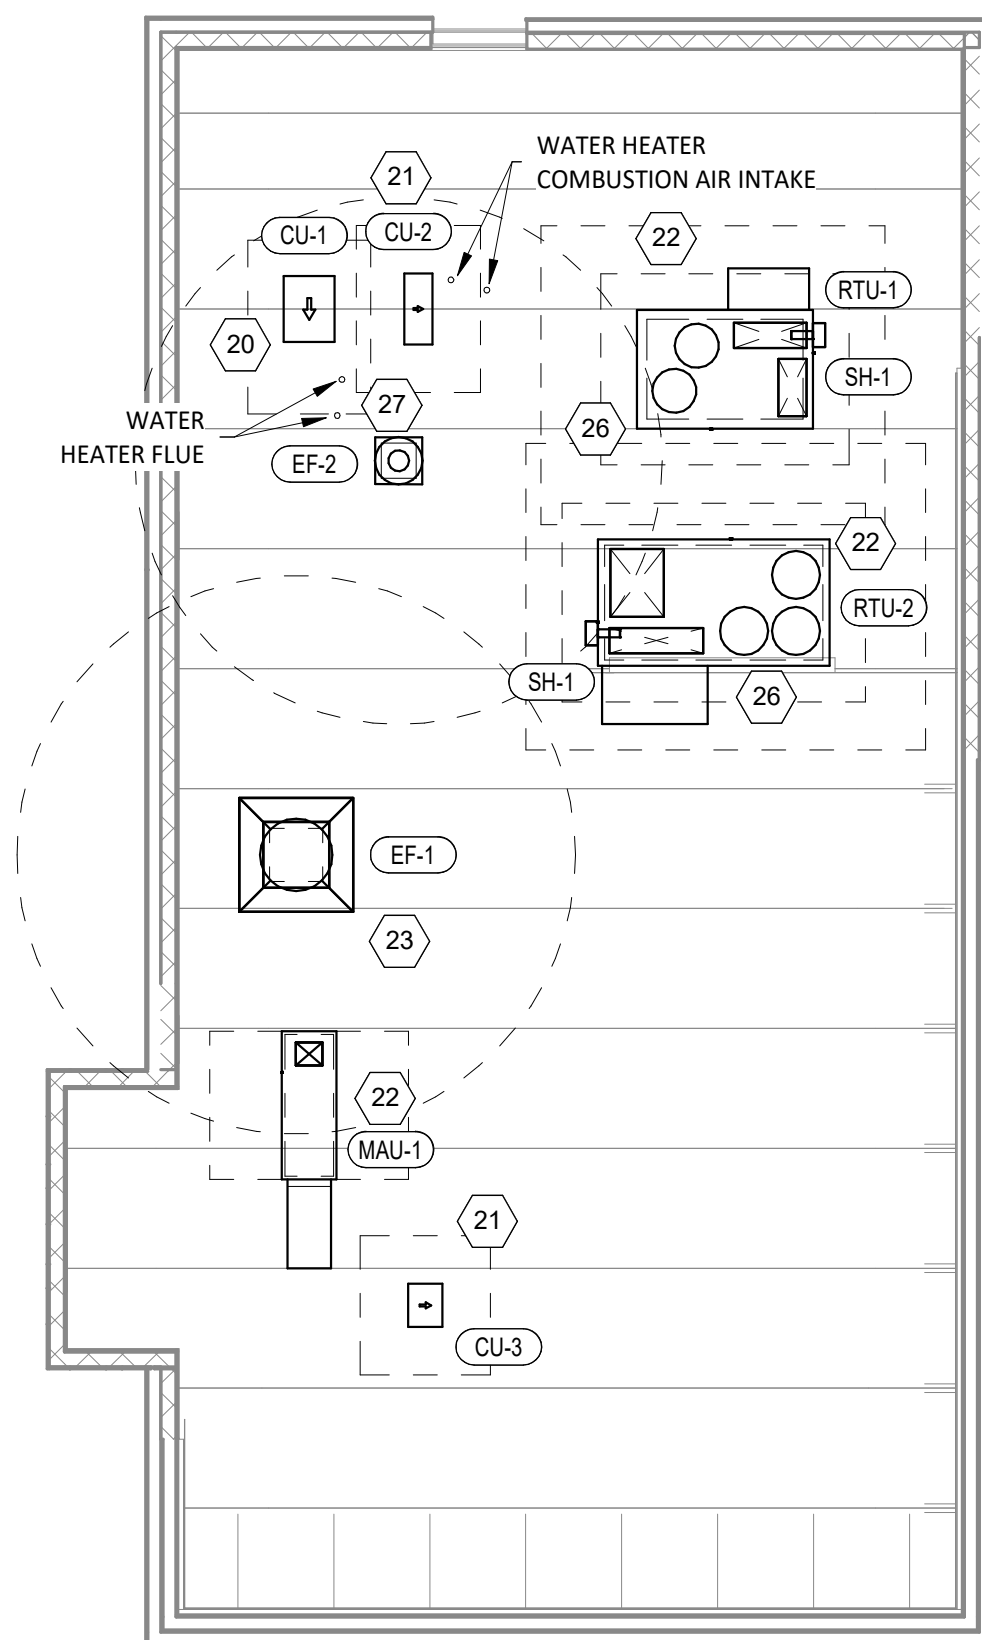 WATER HEATER
COMBUSTION AIR INTAKE
21
CU-1
CU-2
22
RTU-1
20
SH-1
27
WATER
HEATER FLUE
26
EF-2
22
RTU-2
SH-1
26
EF-1
23
22
MAU-1
21
CU-3